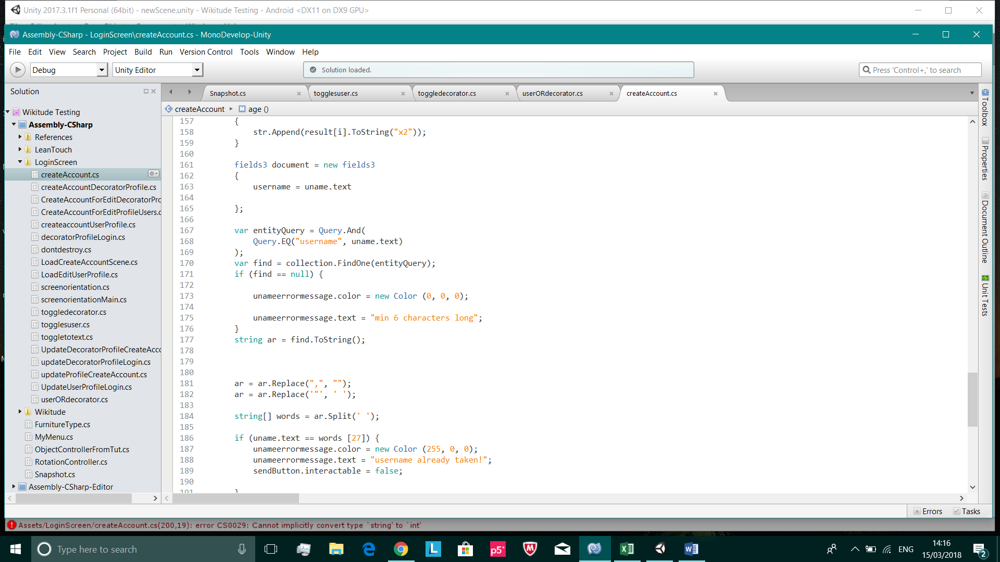 Unity 2017.3.1f1 Personal (64bit) - newScene.unity - Wikitude Testing - Android <DX11 on DX9 GPU>
Assembly-CSharp - LoginScreen\createAccount.cs - MonoDevelop-Unity
File Edit View Search Project Build Run Version Control Tools Window Help
Debug Unity Editor Solution loaded. Press 'Control+,' to search
Solution
Wikitude Testing
Assembly-CSharp
References
LeanTouch
LoginScreen
createAccount.cs
createAccountDecoratorProfile.cs
CreateAccountForEditDecoratorPro
CreateAccountForEditProfileUsers.c
createaccountUserProfile.cs
decoratorProfileLogin.cs
dontdestroy.cs
LoadCreateAccountScene.cs
LoadEditUserProfile.cs
screenorientation.cs
screenorientationMain.cs
toggledecorator.cs
togglesuser.cs
toggletotext.cs
UpdateDecoratorProfileCreateAcco
updateDecoratorProfileLogin.cs
updateProfileCreateAccount.cs
UpdateUserProfileLogin.cs
userORdecorator.cs
Wikitude
FurnitureType.cs
MyMenu.cs
ObjectControllerFromTut.cs
RotationController.cs
Snapshot.cs
Assembly-CSharp-Editor
Snapshot.cs togglesuser.cs toggledecorator.cs userORdecorator.cs createAccount.cs
createAccount age ()
157 {
158 str.Append(result[i].ToString("x2"));
159 }
160
161 fields3 document = new fields3
162 {
163 username = uname.text
164
165 };
166
167 var entityQuery = Query.And(
168 Query.EQ("username", uname.text)
169 );
170 var find = collection.FindOne(entityQuery);
171 if (find == null) {
172
173 unameerrormessage.color = new Color (0, 0, 0);
174
175 unameerrormessage.text = "min 6 characters long";
176 }
177 string ar = find.ToString();
178
179
180
181 ar = ar.Replace(",", "");
182 ar = ar.Replace('"', ' ');
183
184 string[] words = ar.Split(' ');
185
186 if (uname.text == words [27]) {
187 unameerrormessage.color = new Color (255, 0, 0);
188 unameerrormessage.text = "username already taken!";
189 sendButton.interactable = false;
190
191 }
Toolbox
Properties
Document Outline
Unit Tests
Errors Tasks
Assets/LoginScreen/createAccount.cs(200,19): error CS0029: Cannot implicitly convert type `string' to `int'
Type here to search
L
p5*
ENG
14:16
15/03/2018
2